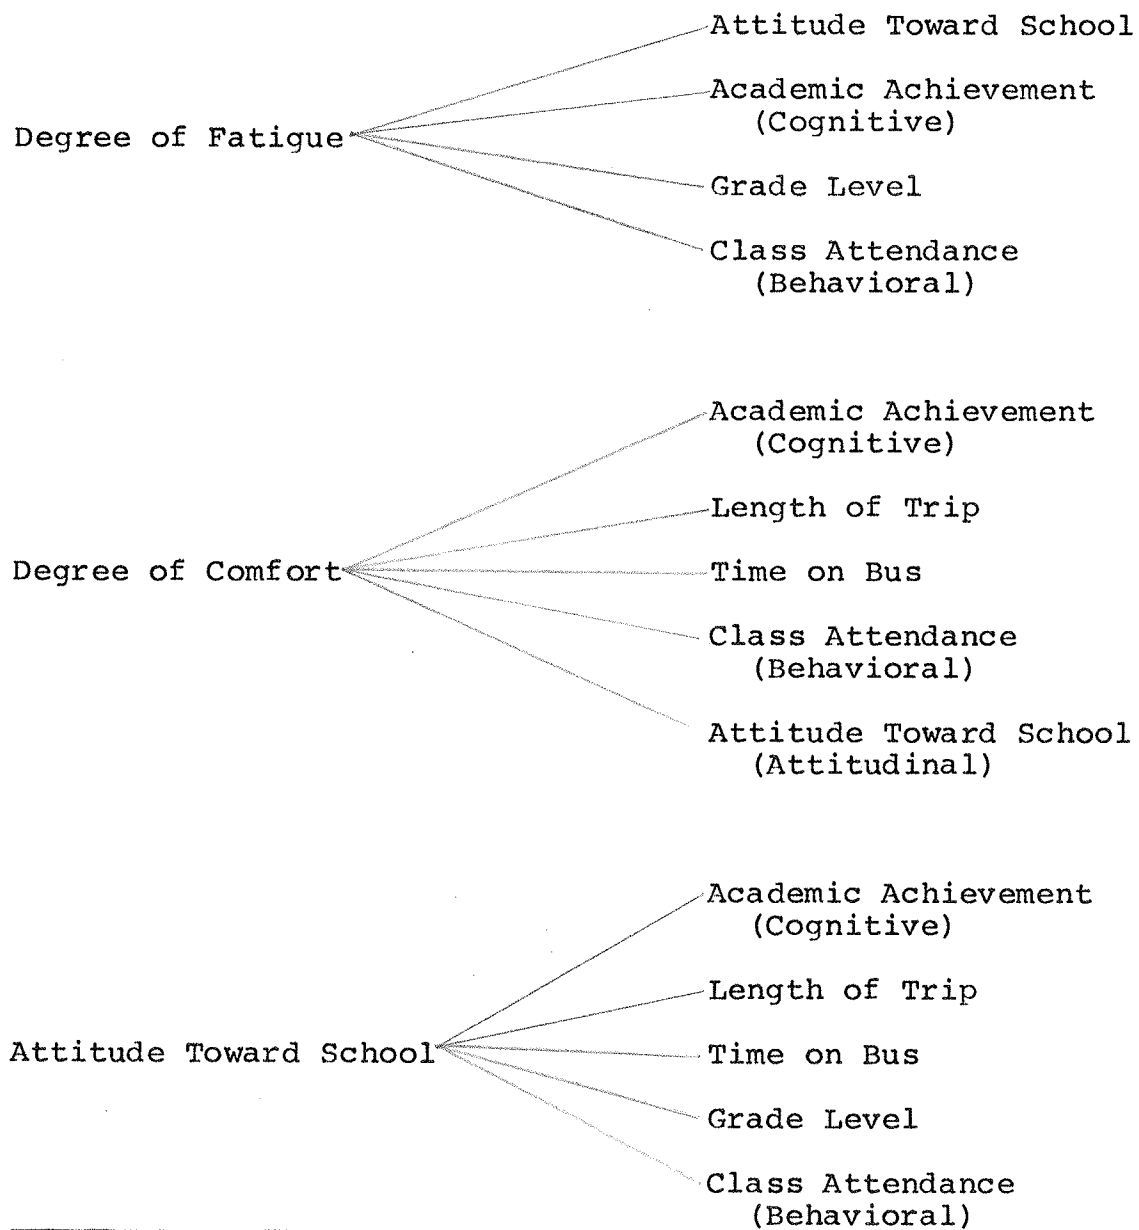 Attitude Toward School
Academic Achievement
(Cognitive)
Degree of Fatigue
Grade Level
Class Attendance
(Behavioral)
Academic Achievement
(Cognitive)
Length of Trip
Degree of Comfort
Time on Bus
Class Attendance
(Behavioral)
Attitude Toward School
(Attitudinal)
Academic Achievement
(Cognitive)
Length of Trip
Attitude Toward School
Time on Bus
Grade Level
Class Attendance
(Behavioral)